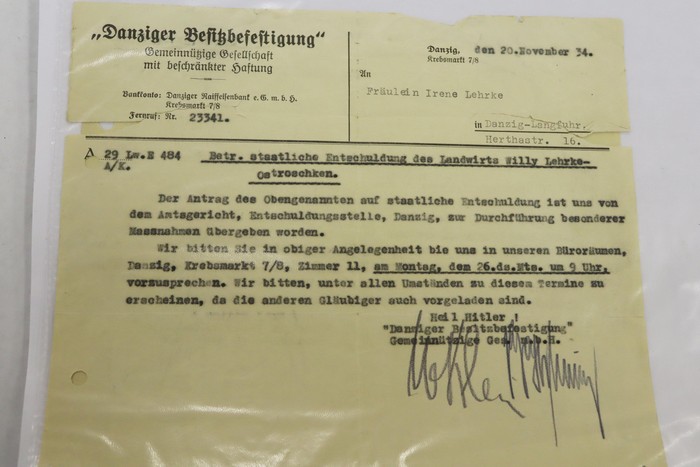 „Danziger Besitzbefestigung"
Gemeinnützige Gesellschaft
mit beschränkter Haftung
Bankkonto: Danziger Raiffeisenbank e. G. m. b. H.
Krebsmarkt 7/8
Fernruf: Nr. 23341.
Danzig, den 20.November 34.
Krebsmarkt 7/8
An
Fräulein Irene Lehrke
in Danzig-Langfuhr.
Herthastr. 16.
A 29 Lw.E 484 Betr. staatliche Entschuldung des Landwirts Willy Lehrke-
A/K. Ostroschken.
Der Antrag des Obengenannten auf staatliche Entschuldung ist uns von
dem Amtsgericht, Entschuldungsstelle, Danzig, zur Durchführung besonderer
Massnahmen übergeben worden.
Wir bitten Sie in obiger Angelegenheit bie uns in unseren Büroräumen,
Danzig, Krebsmarkt 7/8, Zimmer 11, am Montag, dem 26.ds.Mts. um 9 Uhr,
vorzusprechen. Wir bitten, unter allen Umständen zu diesem Termine zu
erscheinen, da die anderen Gläubiger auch vorgeladen sind.
Heil Hitler !
"Danziger Besitzbefestigung"
Gemeinnützige Ges. m.b.H.